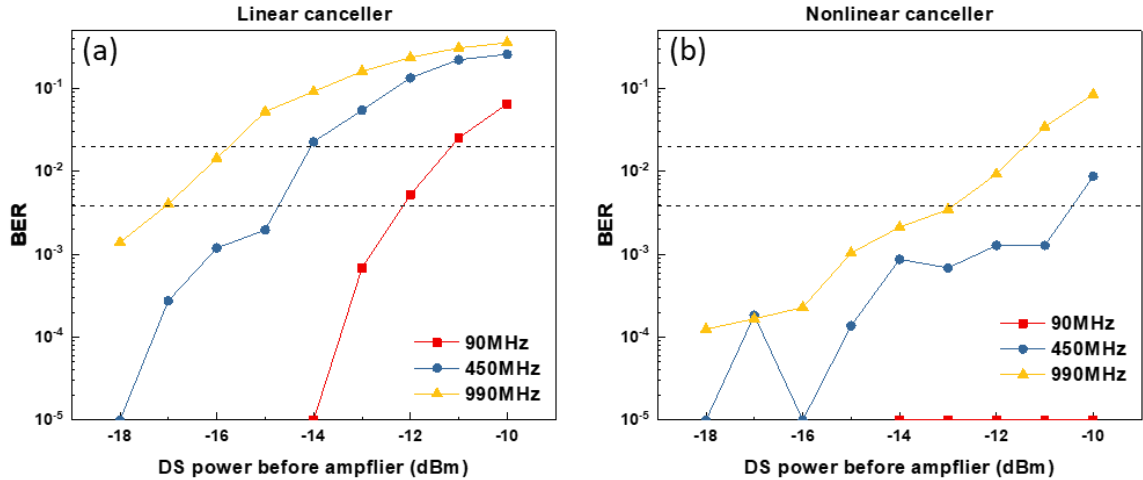 Linear canceller
(a)
BER
10^-1
10^-2
10^-3
10^-4
10^-5
90MHz
450MHz
990MHz
-18 -16 -14 -12 -10
DS power before ampflier (dBm)
Nonlinear canceller
(b)
BER
10^-1
10^-2
10^-3
10^-4
10^-5
90MHz
450MHz
990MHz
-18 -16 -14 -12 -10
DS power before ampflier (dBm)